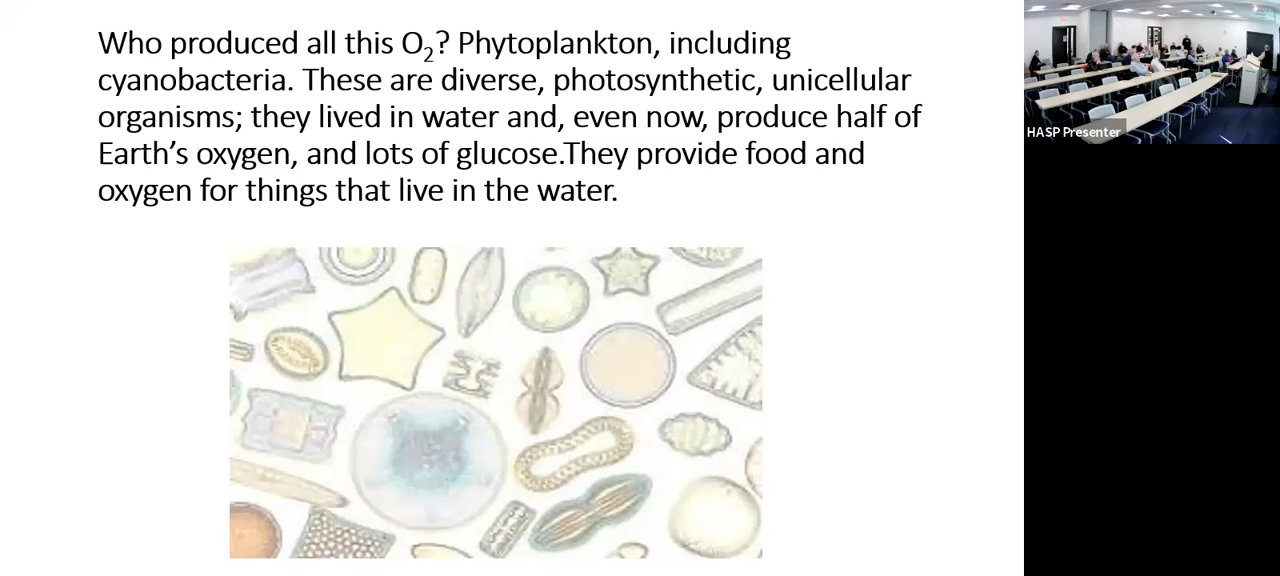 Who produced all this O₂? Phytoplankton, including
cyanobacteria. These are diverse, photosynthetic, unicellular
organisms; they lived in water and, even now, produce half of
Earth’s oxygen, and lots of glucose.They provide food and
oxygen for things that live in the water.
HASP Presenter